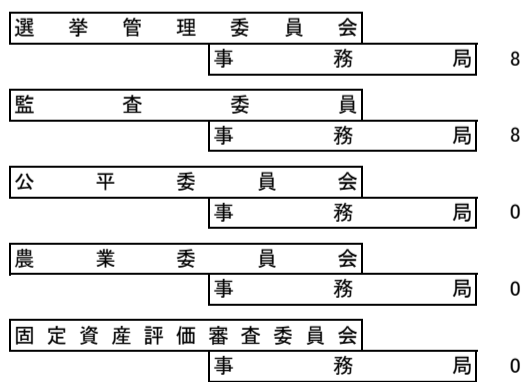 選挙管理委員会
事務局 8
監査委員
事務局 8
公平委員会
事務局 0
農業委員会
事務局 0
固定資産評価審査委員会
事務局 0